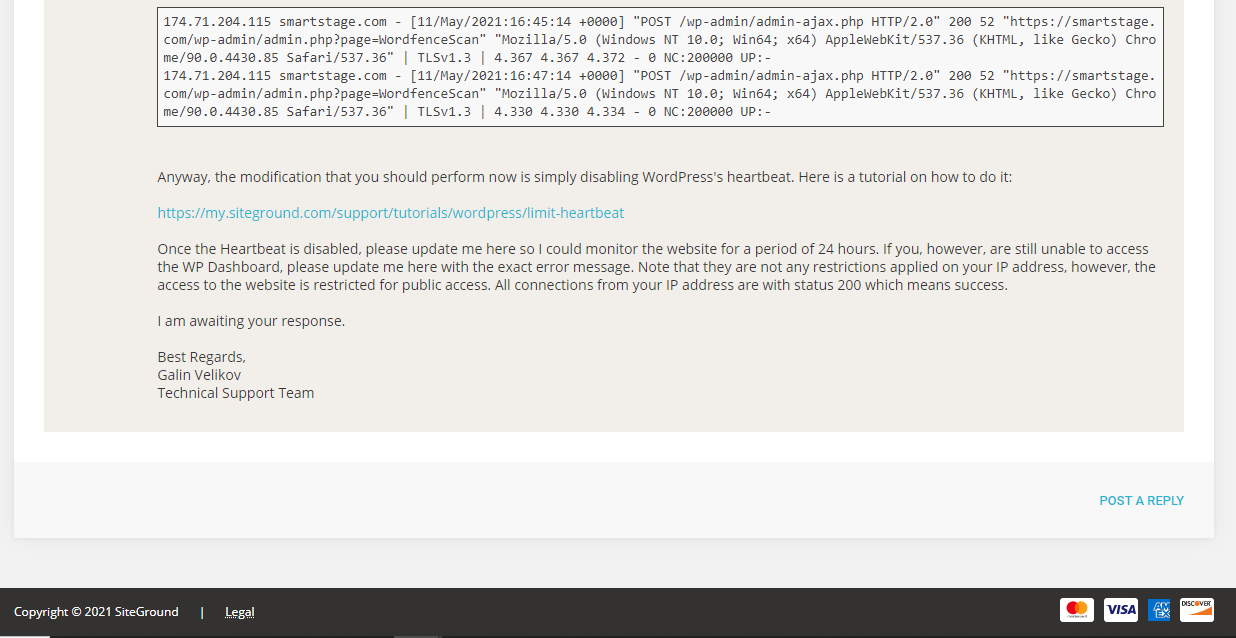 174.71.204.115 smartstage.com - [11/May/2021:16:45:14 +0000] "POST /wp-admin/admin-ajax.php HTTP/2.0" 200 52 "https://smartstage.
com/wp-admin/admin.php?page=WordfenceScan" "Mozilla/5.0 (Windows NT 10.0; Win64; x64) AppleWebKit/537.36 (KHTML, like Gecko) Chro
me/90.0.4430.85 Safari/537.36" | TLSv1.3 | 4.367 4.367 4.372 - 0 NC:200000 UP:-
174.71.204.115 smartstage.com - [11/May/2021:16:47:14 +0000] "POST /wp-admin/admin-ajax.php HTTP/2.0" 200 52 "https://smartstage.
com/wp-admin/admin.php?page=WordfenceScan" "Mozilla/5.0 (Windows NT 10.0; Win64; x64) AppleWebKit/537.36 (KHTML, like Gecko) Chro
me/90.0.4430.85 Safari/537.36" | TLSv1.3 | 4.330 4.330 4.334 - 0 NC:200000 UP:-
Anyway, the modification that you should perform now is simply disabling WordPress's heartbeat. Here is a tutorial on how to do it:
https://my.siteground.com/support/tutorials/wordpress/limit-heartbeat
Once the Heartbeat is disabled, please update me here so I could monitor the website for a period of 24 hours. If you, however, are still unable to access
the WP Dashboard, please update me here with the exact error message. Note that they are not any restrictions applied on your IP address, however, the
access to the website is restricted for public access. All connections from your IP address are with status 200 which means success.
I am awaiting your response.
Best Regards,
Galin Velikov
Technical Support Team
POST A REPLY
Copyright © 2021 SiteGround | Legal
VISA
AM
EX
DISCOVER